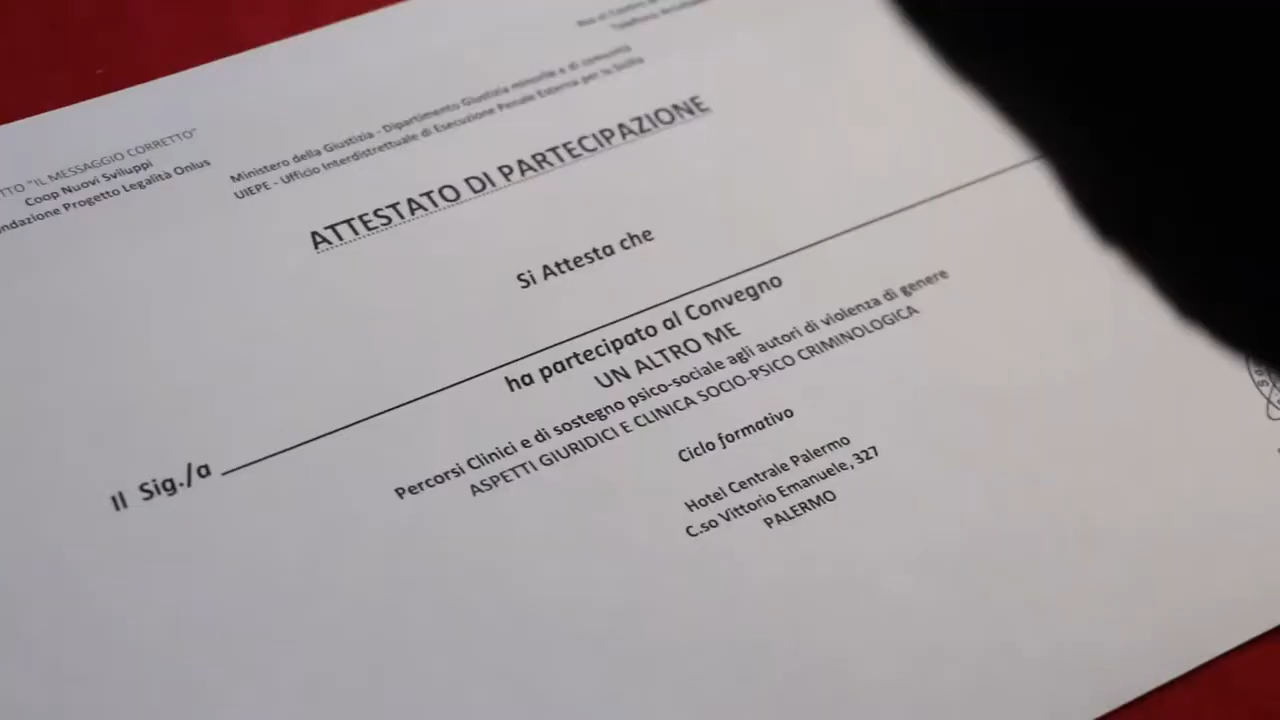 "IL MESSAGGIO CORRETTO"
Coop Nuovi Sviluppi
Progetto Legalità Onlus
Ministero della Giustizia - Dipartimento Giustizia minorile e di comunità
UIEPE - Ufficio Interdistrettuale di Esecuzione Penale Esterna per la Sicilia
ATTESTATO DI PARTECIPAZIONE
Si Attesta che
Il Sig./a
ha partecipato al Convegno
UN ALTRO ME
Percorsi Clinici e di sostegno psico-sociale agli autori di violenza di genere
ASPETTI GIURIDICI E CLINICA SOCIO-PSICO CRIMINOLOGICA
Ciclo formativo
Hotel Centrale Palermo
C.so Vittorio Emanuele, 327
PALERMO